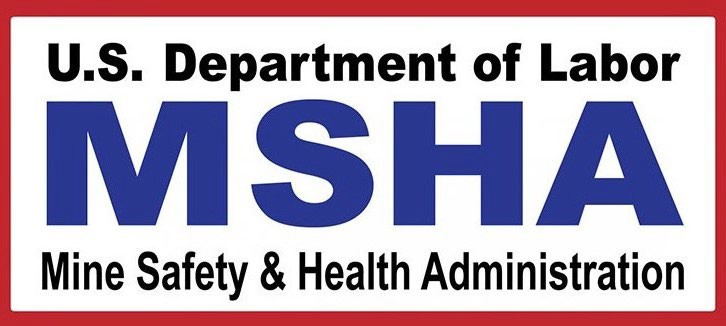 U.S. Department of Labor
MSHA
Mine Safety & Health Administration